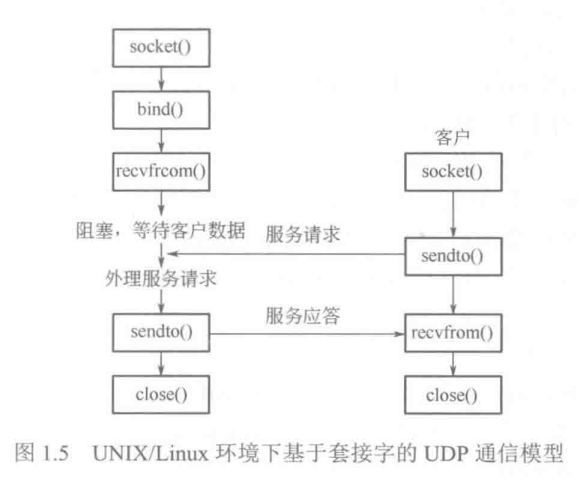 socket()
bind()
recvfrcom()
阻塞，等待客户数据
外理服务请求
sendto()
close()
服务请求
服务应答
客户
socket()
sendto()
recvfrom()
close()
图 1.5 UNIX/Linux 环境下基于套接字的 UDP 通信模型